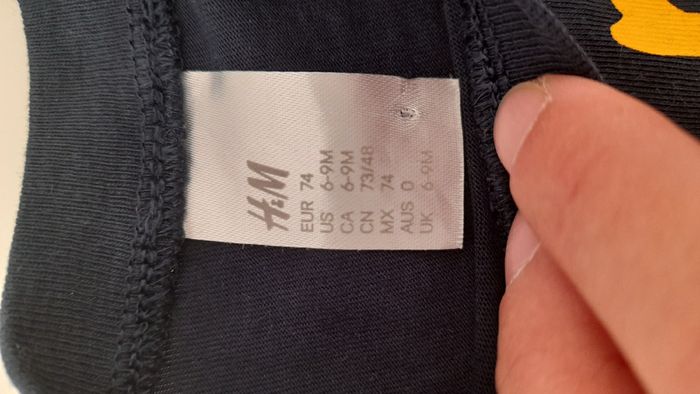 H&M
EUR 74
US 6-9M
CA 6-9M
CN 73/48
MX 74
AUS 0
UK 6-9M